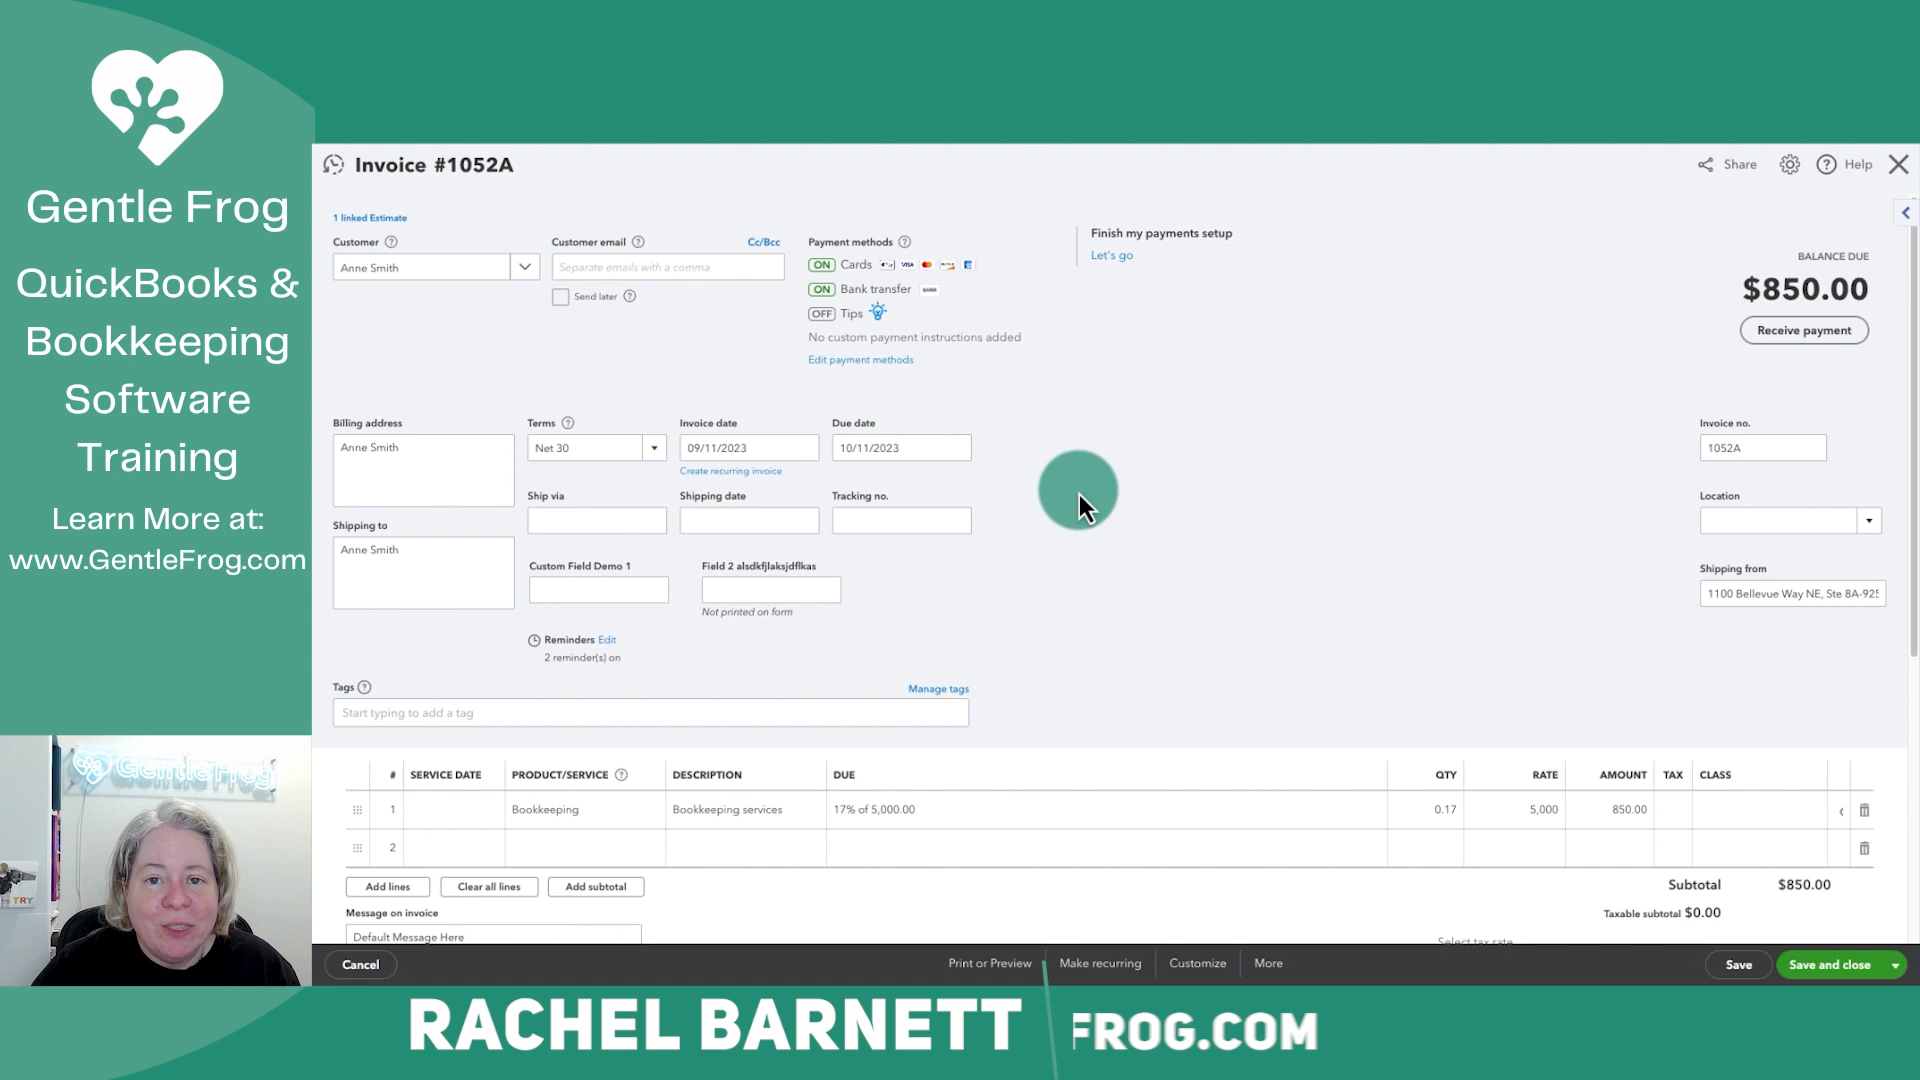 Gentle Frog
QuickBooks &
Bookkeeping
Software
Training
Learn More at:
www.GentleFrog.com
Invoice #1052A
Share
Help
1 linked Estimate
Customer
Anne Smith
Customer email
Cc/Bcc
Separate emails with a comma
Send later
Payment methods
ON Cards VISA
ON Bank transfer BANK
OFF Tips
No custom payment instructions added
Edit payment methods
Finish my payments setup
Let's go
BALANCE DUE
$850.00
Receive payment
Billing address
Anne Smith
Terms
Net 30
Invoice date
09/11/2023
Create recurring invoice
Due date
10/11/2023
Invoice no.
1052A
Ship via
Shipping date
Tracking no.
Location
Shipping to
Anne Smith
Custom Field Demo 1
Field 2 alsdkfjlaksjdflkas
Not printed on form
Shipping from
1100 Bellevue Way NE, Ste 8A-925
Reminders Edit
2 reminder(s) on
Tags
Manage tags
Start typing to add a tag
# SERVICE DATE PRODUCT/SERVICE DESCRIPTION DUE QTY RATE AMOUNT TAX CLASS
1 Bookkeeping Bookkeeping services 17% of 5,000.00 0.17 5,000 850.00
2
Add lines
Clear all lines
Add subtotal
Subtotal $850.00
Message on invoice
Taxable subtotal $0.00
Default Message Here
Select tax rate
Gentle Frog
TRY
Cancel
Print or Preview
Make recurring
Customize
More
Save
Save and close
RACHEL BARNETT
FROG.COM